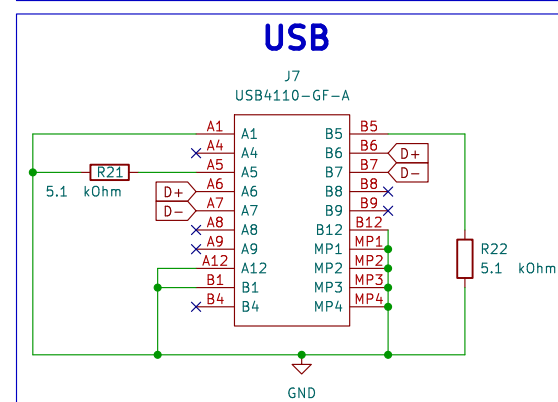 USB
J7
USB4110-GF-A
A1 A1 B5 B5
A4 A4 B6 B6 D+
R21 A5 A5 B7 B7 D-
5.1 kOhm
D+ A6 A6 B8 B8
D- A7 A7 B9 B9
A8 A8 B12 B12
A9 A9 MP1 MP1
A12 A12 MP2 MP2
B1 B1 MP3 MP3
B4 B4 MP4 MP4
R22
5.1 kOhm
GND